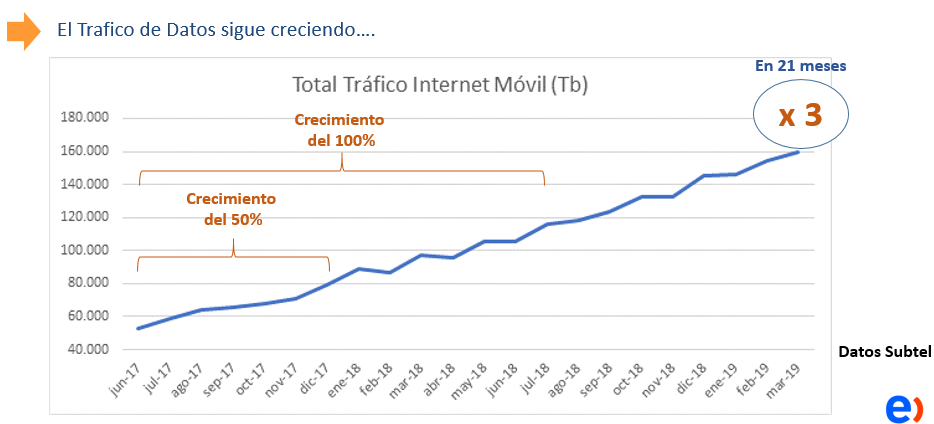 El Trafico de Datos sigue creciendo....
En 21 meses
x 3
Total Tráfico Internet Móvil (Tb)
180.000
160.000
140.000
120.000
100.000
80.000
60.000
40.000
Crecimiento
del 100%
Crecimiento
del 50%
jun-17
jul-17
ago-17
sep-17
oct-17
nov-17
dic-17
ene-18
feb-18
mar-18
abr-18
may-18
jun-18
jul-18
ago-18
sep-18
oct-18
nov-18
dic-18
ene-19
feb-19
mar-19
Datos Subtel
e)